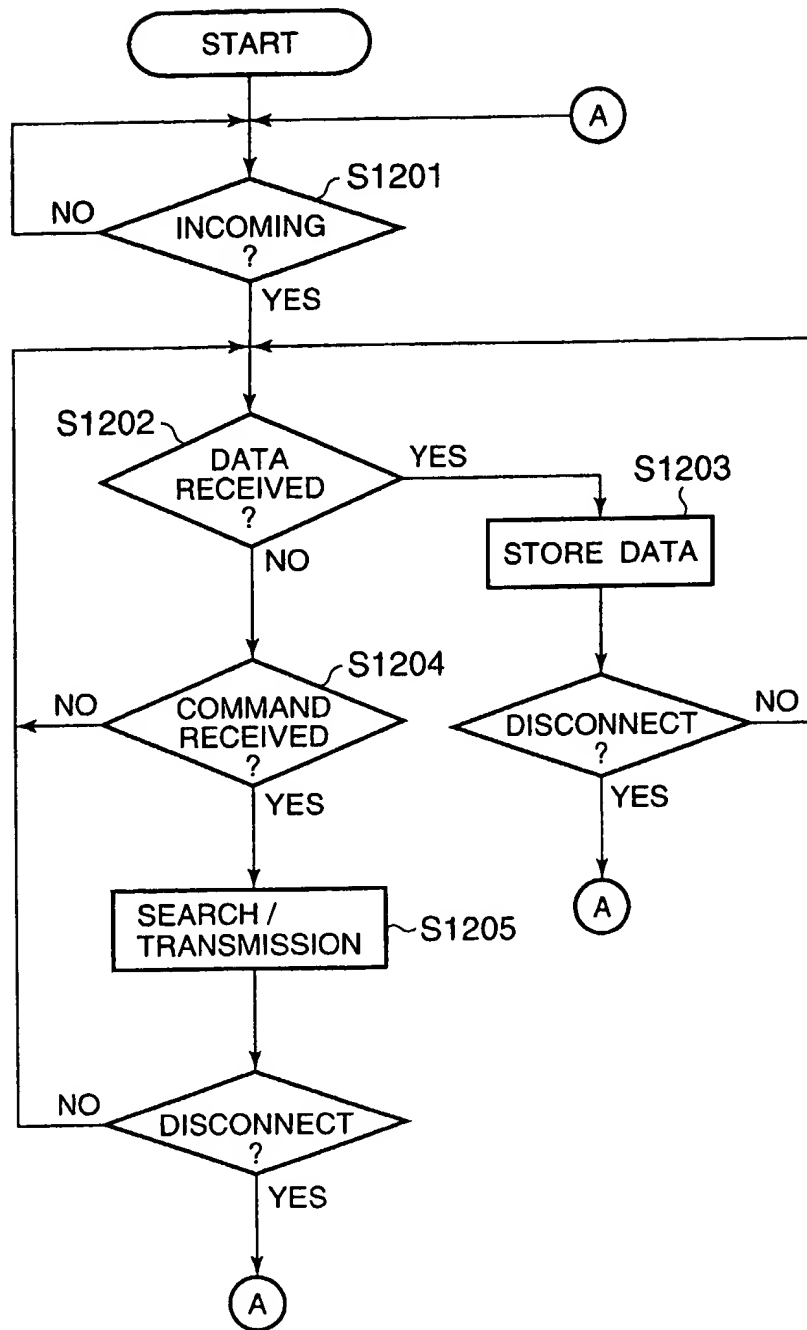 START
A
S1201
NO
INCOMING
?
YES
S1202
DATA
RECEIVED
?
YES
S1203
STORE DATA
NO
S1204
NO
COMMAND
RECEIVED
?
YES
DISCONNECT
?
NO
YES
A
SEARCH /
TRANSMISSION
S1205
NO
DISCONNECT
?
YES
A